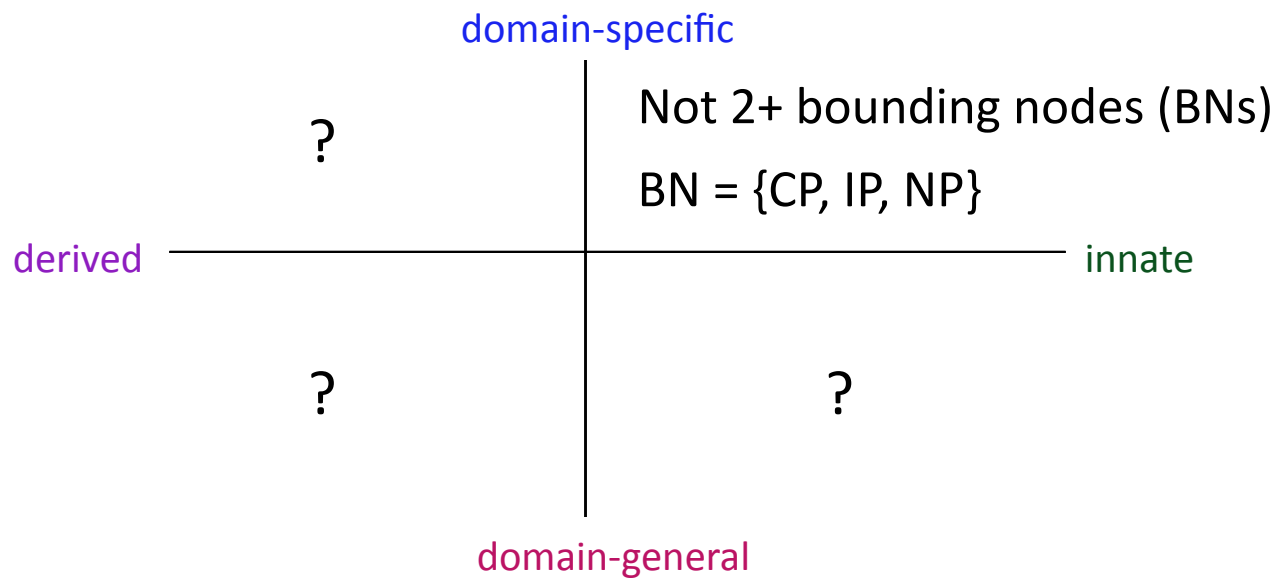 domain-specific
Not 2+ bounding nodes (BNs)
?
BN = {CP, IP, NP}
derived
innate
?
?
domain-general